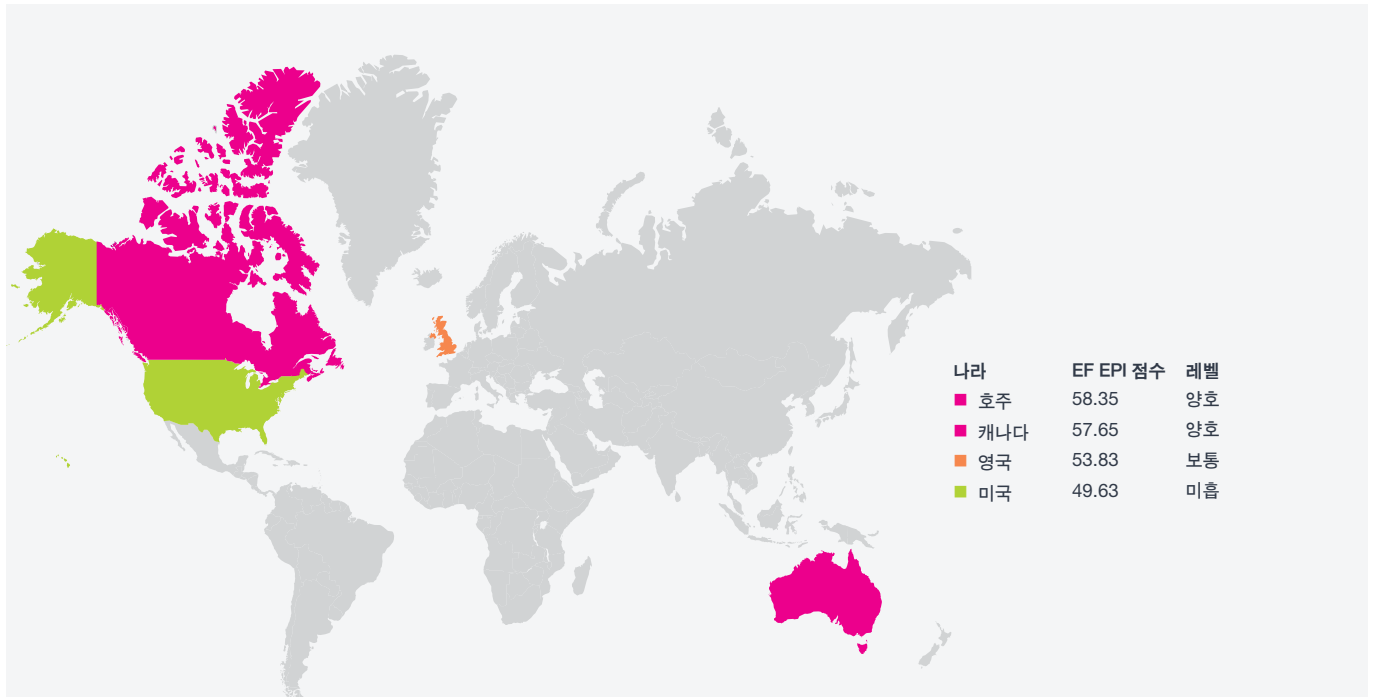 나라 EF EPI 점수 레벨
호주 58.35 양호
캐나다 57.65 양호
영국 53.83 보통
미국 49.63 미흡